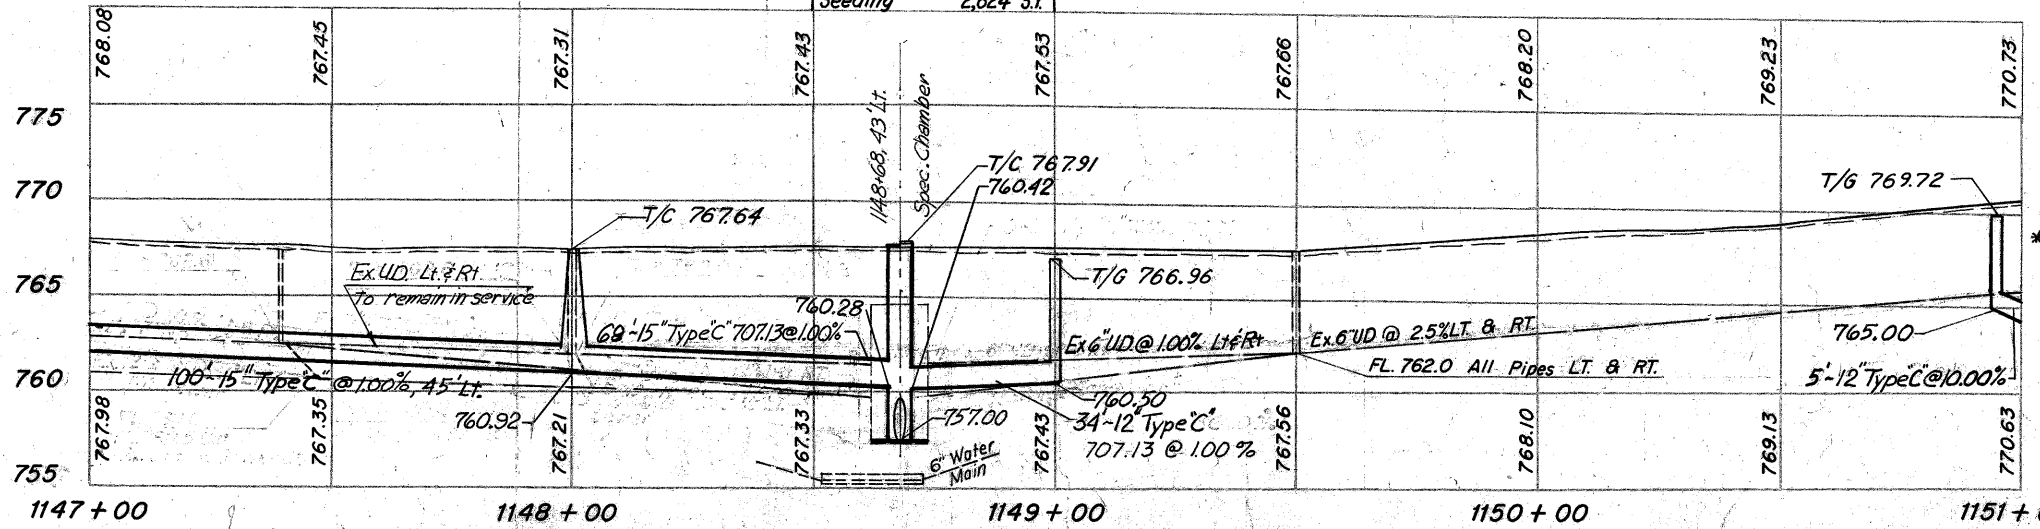 Seeding 2,624 S.Y.
768.08
767.45
767.31
767.43
767.53
767.66
768.20
769.23
770.73
775
770
765
760
755
1148+68, 43' Lt.
Spec. Chamber
T/C 767.91
760.42
T/G 769.72
T/C 767.64
Ex. U.D. Lt. & Rt.
to remain in service
T/G 766.96
760.28
68'~15" Type "C" 707.13 @ 1.00%
Ex 6" U.D. @ 1.00% Lt & Rt
Ex. 6" UD @ 2.5% LT. & RT.
765.00
FL. 762.0 All Pipes LT. & RT.
100'~15" Type "C" @ 1.00%, 45' Lt.
5'~12" Type "C" @ 10.00%
760.92
760.50
757.00
34'~12" Type "C"
707.13 @ 1.00%
6" Water
Main
767.98
767.35
767.21
767.33
767.43
767.56
768.10
769.13
770.63
1147 + 00
1148 + 00
1149 + 00
1150 + 00
1151 +